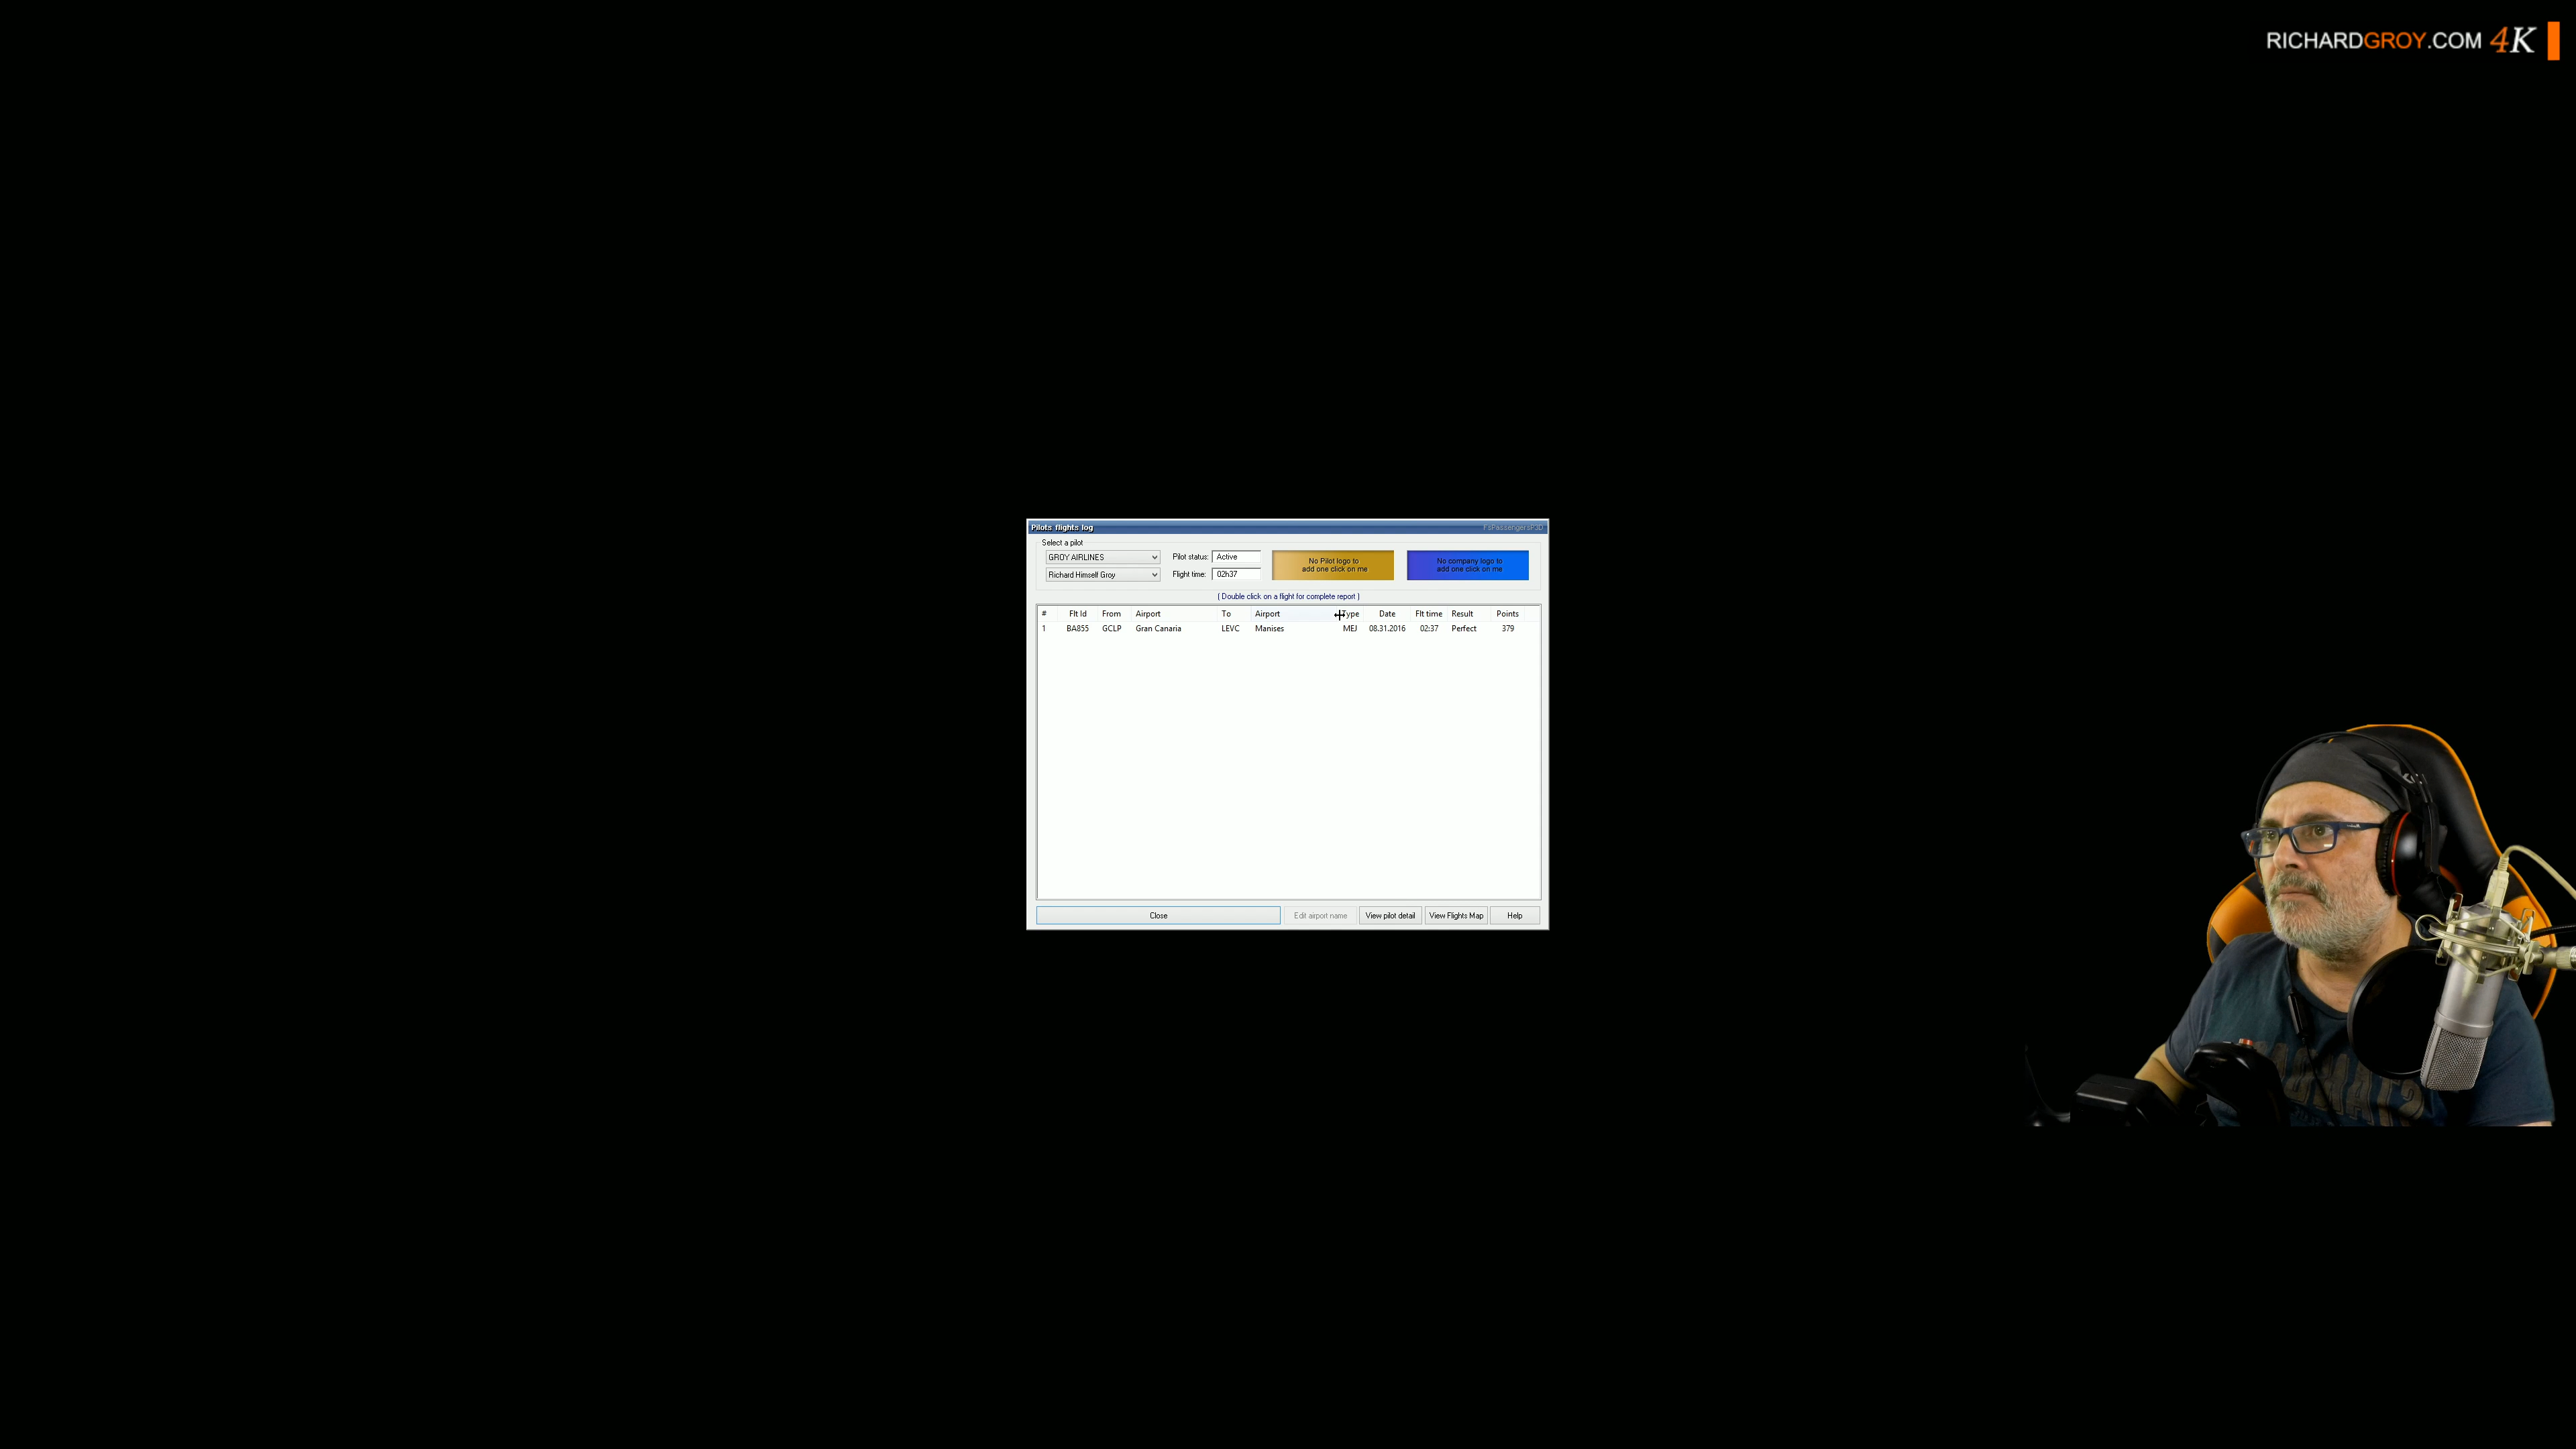 RICHARDGROY.COM 4K
Pilots flights log
FsPassengersP3D
Select a pilot
GROY AIRLINES
Pilot status: Active
Richard Himself Groy
Flight time: 02h37
No Pilot logo to
add one click on me
No company logo to
add one click on me
( Double click on a flight for complete report )
# Flt Id From Airport To Airport Type Date Flt time Result Points
1 BA855 GCLP Gran Canaria LEVC Manises MEJ 08.31.2016 02:37 Perfect 379
Close Edit airport name View pilot detail View Flights Map Help